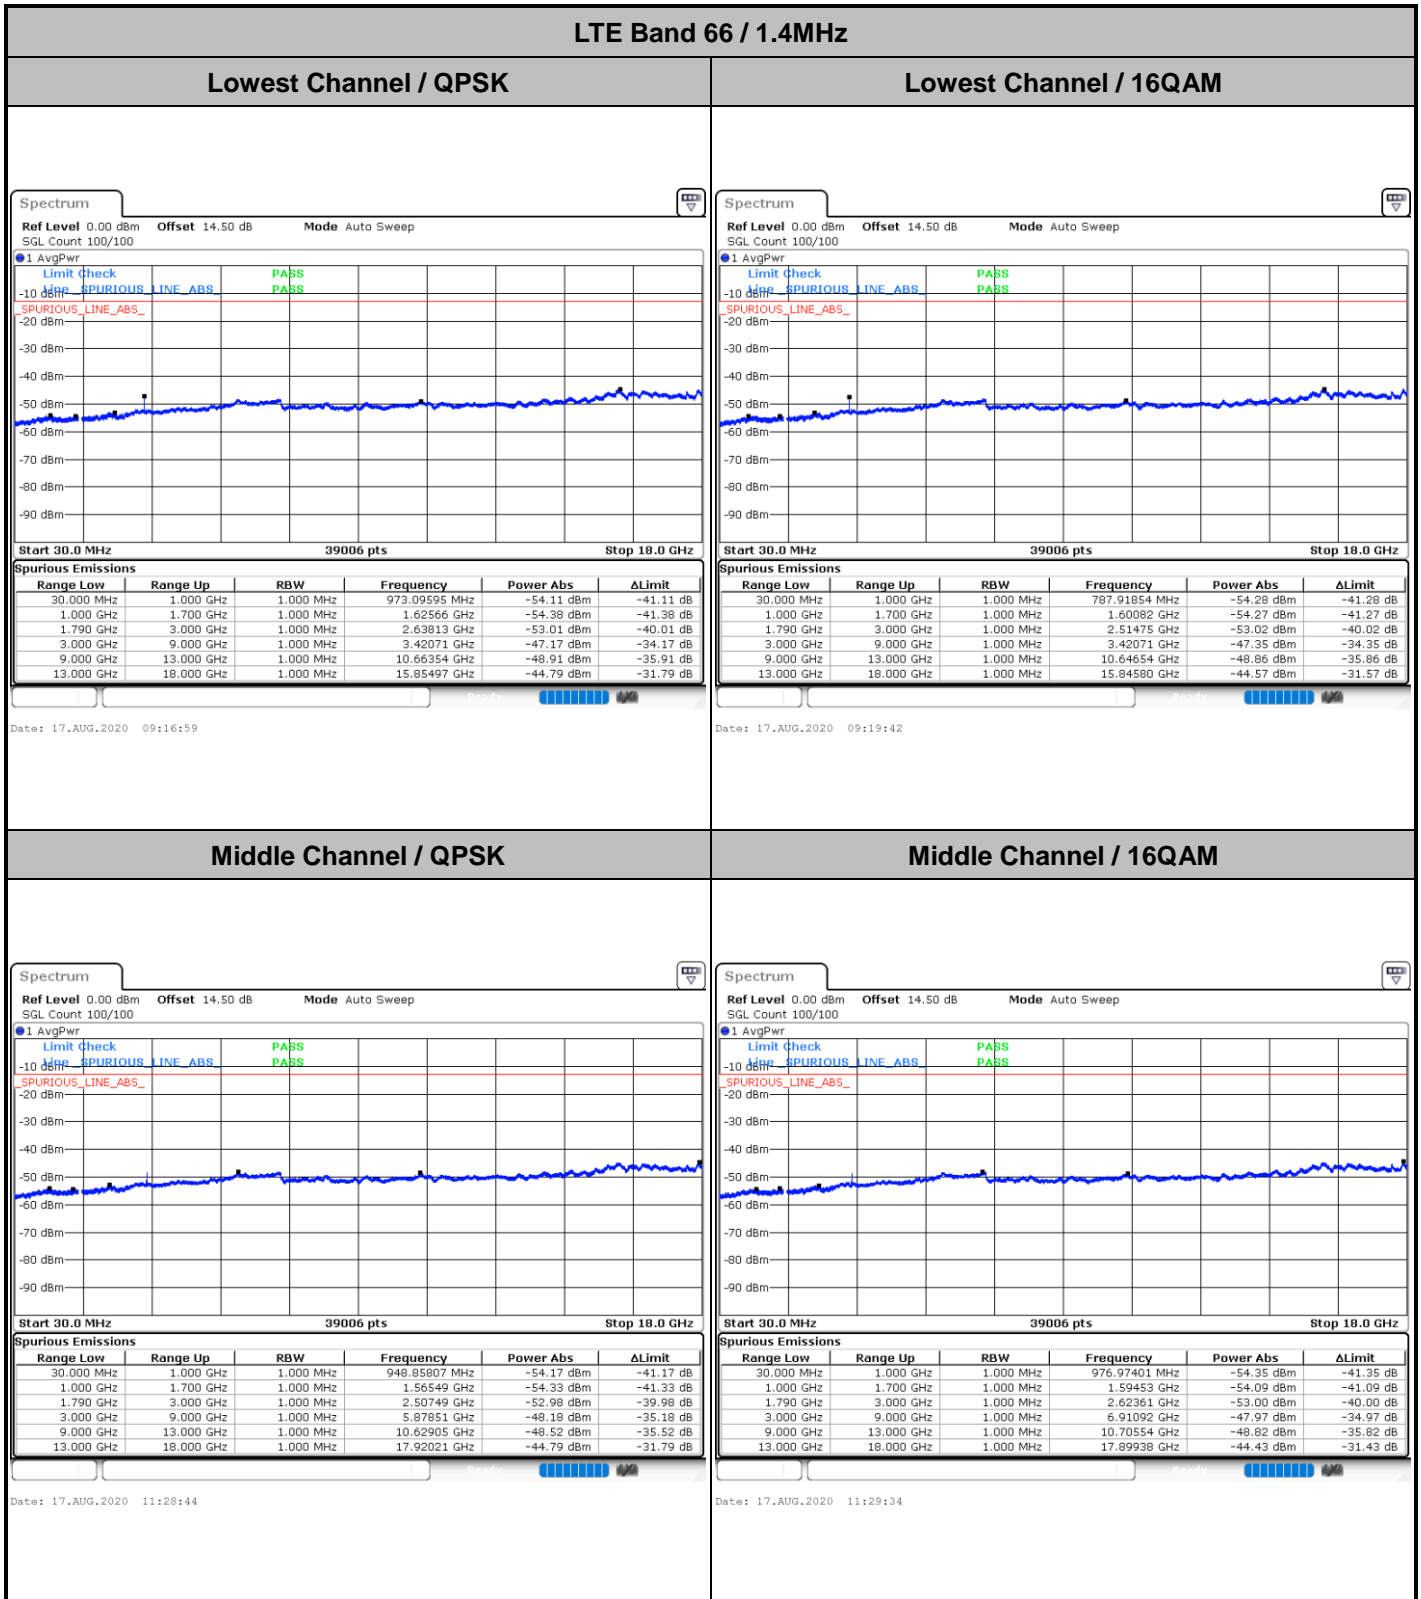 LTE Band 66 / 1.4MHz
Lowest Channel / QPSK
Lowest Channel / 16QAM
Spectrum
Ref Level 0.00 dBm Offset 14.50 dB Mode Auto Sweep
SGL Count 100/100
1 AvgPwr
Limit Check PASS
Line _SPURIOUS_LINE_ABS_ PASS
-10 dBm
_SPURIOUS_LINE_ABS_
-20 dBm
-30 dBm
-40 dBm
-50 dBm
-60 dBm
-70 dBm
-80 dBm
-90 dBm
Start 30.0 MHz 39006 pts Stop 18.0 GHz
Spurious Emissions
Range Low Range Up RBW Frequency Power Abs ΔLimit
30.000 MHz 1.000 GHz 1.000 MHz 973.09595 MHz -54.11 dBm -41.11 dB
1.000 GHz 1.700 GHz 1.000 MHz 1.62566 GHz -54.38 dBm -41.38 dB
1.790 GHz 3.000 GHz 1.000 MHz 2.63813 GHz -53.01 dBm -40.01 dB
3.000 GHz 9.000 GHz 1.000 MHz 3.42071 GHz -47.17 dBm -34.17 dB
9.000 GHz 13.000 GHz 1.000 MHz 10.66354 GHz -48.91 dBm -35.91 dB
13.000 GHz 18.000 GHz 1.000 MHz 15.85497 GHz -44.79 dBm -31.79 dB
Ready
Date: 17.AUG.2020 09:16:59
Spectrum
Ref Level 0.00 dBm Offset 14.50 dB Mode Auto Sweep
SGL Count 100/100
1 AvgPwr
Limit Check PASS
Line _SPURIOUS_LINE_ABS_ PASS
-10 dBm
_SPURIOUS_LINE_ABS_
-20 dBm
-30 dBm
-40 dBm
-50 dBm
-60 dBm
-70 dBm
-80 dBm
-90 dBm
Start 30.0 MHz 39006 pts Stop 18.0 GHz
Spurious Emissions
Range Low Range Up RBW Frequency Power Abs ΔLimit
30.000 MHz 1.000 GHz 1.000 MHz 787.91854 MHz -54.28 dBm -41.28 dB
1.000 GHz 1.700 GHz 1.000 MHz 1.60082 GHz -54.27 dBm -41.27 dB
1.790 GHz 3.000 GHz 1.000 MHz 2.51475 GHz -53.02 dBm -40.02 dB
3.000 GHz 9.000 GHz 1.000 MHz 3.42071 GHz -47.35 dBm -34.35 dB
9.000 GHz 13.000 GHz 1.000 MHz 10.64654 GHz -48.86 dBm -35.86 dB
13.000 GHz 18.000 GHz 1.000 MHz 15.84580 GHz -44.57 dBm -31.57 dB
Ready
Date: 17.AUG.2020 09:19:42
Middle Channel / QPSK
Middle Channel / 16QAM
Spectrum
Ref Level 0.00 dBm Offset 14.50 dB Mode Auto Sweep
SGL Count 100/100
1 AvgPwr
Limit Check PASS
Line _SPURIOUS_LINE_ABS_ PASS
-10 dBm
_SPURIOUS_LINE_ABS_
-20 dBm
-30 dBm
-40 dBm
-50 dBm
-60 dBm
-70 dBm
-80 dBm
-90 dBm
Start 30.0 MHz 39006 pts Stop 18.0 GHz
Spurious Emissions
Range Low Range Up RBW Frequency Power Abs ΔLimit
30.000 MHz 1.000 GHz 1.000 MHz 948.85807 MHz -54.17 dBm -41.17 dB
1.000 GHz 1.700 GHz 1.000 MHz 1.56549 GHz -54.33 dBm -41.33 dB
1.790 GHz 3.000 GHz 1.000 MHz 2.50749 GHz -52.98 dBm -39.98 dB
3.000 GHz 9.000 GHz 1.000 MHz 5.87851 GHz -48.18 dBm -35.18 dB
9.000 GHz 13.000 GHz 1.000 MHz 10.62905 GHz -48.52 dBm -35.52 dB
13.000 GHz 18.000 GHz 1.000 MHz 17.92021 GHz -44.79 dBm -31.79 dB
Ready
Date: 17.AUG.2020 11:28:44
Spectrum
Ref Level 0.00 dBm Offset 14.50 dB Mode Auto Sweep
SGL Count 100/100
1 AvgPwr
Limit Check PASS
Line _SPURIOUS_LINE_ABS_ PASS
-10 dBm
_SPURIOUS_LINE_ABS_
-20 dBm
-30 dBm
-40 dBm
-50 dBm
-60 dBm
-70 dBm
-80 dBm
-90 dBm
Start 30.0 MHz 39006 pts Stop 18.0 GHz
Spurious Emissions
Range Low Range Up RBW Frequency Power Abs ΔLimit
30.000 MHz 1.000 GHz 1.000 MHz 976.97401 MHz -54.35 dBm -41.35 dB
1.000 GHz 1.700 GHz 1.000 MHz 1.59453 GHz -54.09 dBm -41.09 dB
1.790 GHz 3.000 GHz 1.000 MHz 2.62361 GHz -53.00 dBm -40.00 dB
3.000 GHz 9.000 GHz 1.000 MHz 6.91092 GHz -47.97 dBm -34.97 dB
9.000 GHz 13.000 GHz 1.000 MHz 10.70554 GHz -48.82 dBm -35.82 dB
13.000 GHz 18.000 GHz 1.000 MHz 17.89938 GHz -44.43 dBm -31.43 dB
Ready
Date: 17.AUG.2020 11:29:34